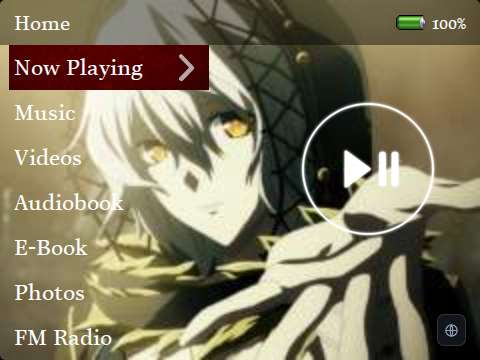 Home
100%
Now Playing
Music
Videos
Audiobook
E-Book
Photos
FM Radio